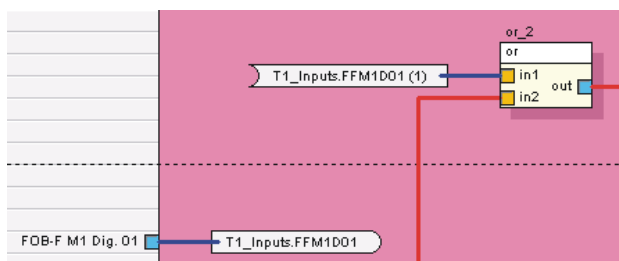 or_2
or
T1_Inputs.FFM1D01 (1)
in1
out
in2
FOB-F M1 Dig. 01
T1_Inputs.FFM1D01